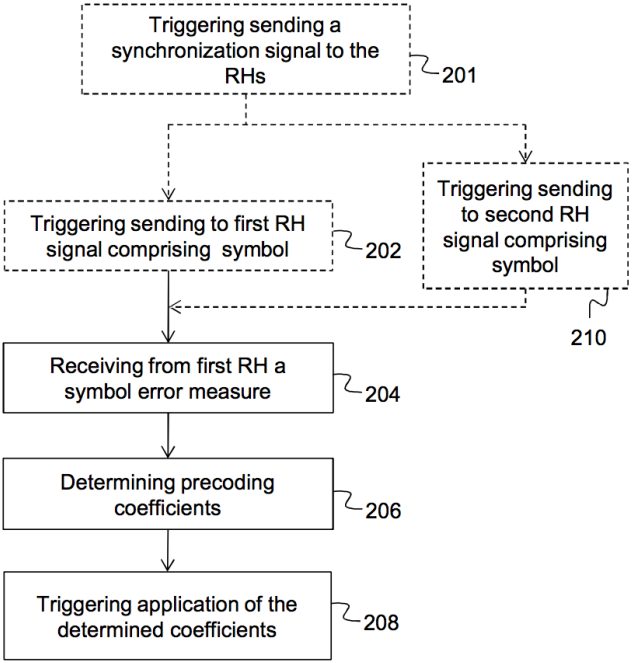 Triggering sending a
synchronization signal to the
RHs
201
Triggering sending to first RH
signal comprising symbol
202
Triggering sending
to second RH
signal comprising
symbol
210
Receiving from first RH a
symbol error measure
204
Determining precoding
coefficients
206
Triggering application of the
determined coefficients
208